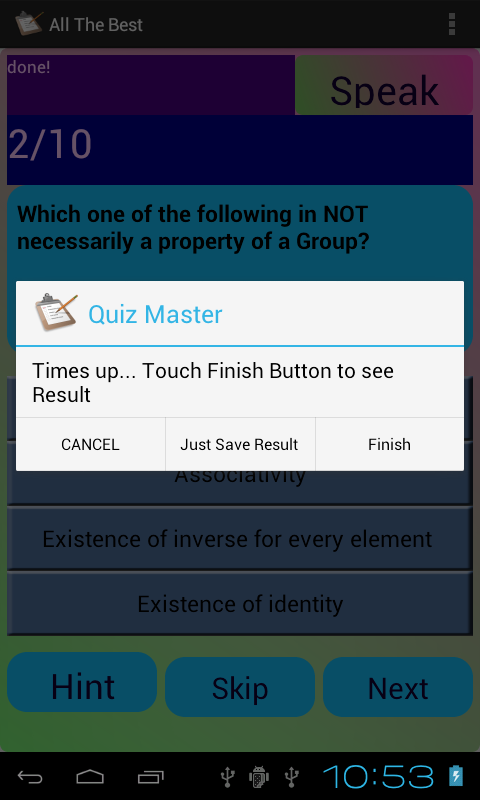 All The Best
done!
Speak
2/10
Which one of the following in NOT
necessarily a property of a Group?
Quiz Master
Times up... Touch Finish Button to see
Result
CANCEL
Just Save Result
Finish
Associativity
Existence of inverse for every element
Existence of identity
Hint
Skip
Next
10:53